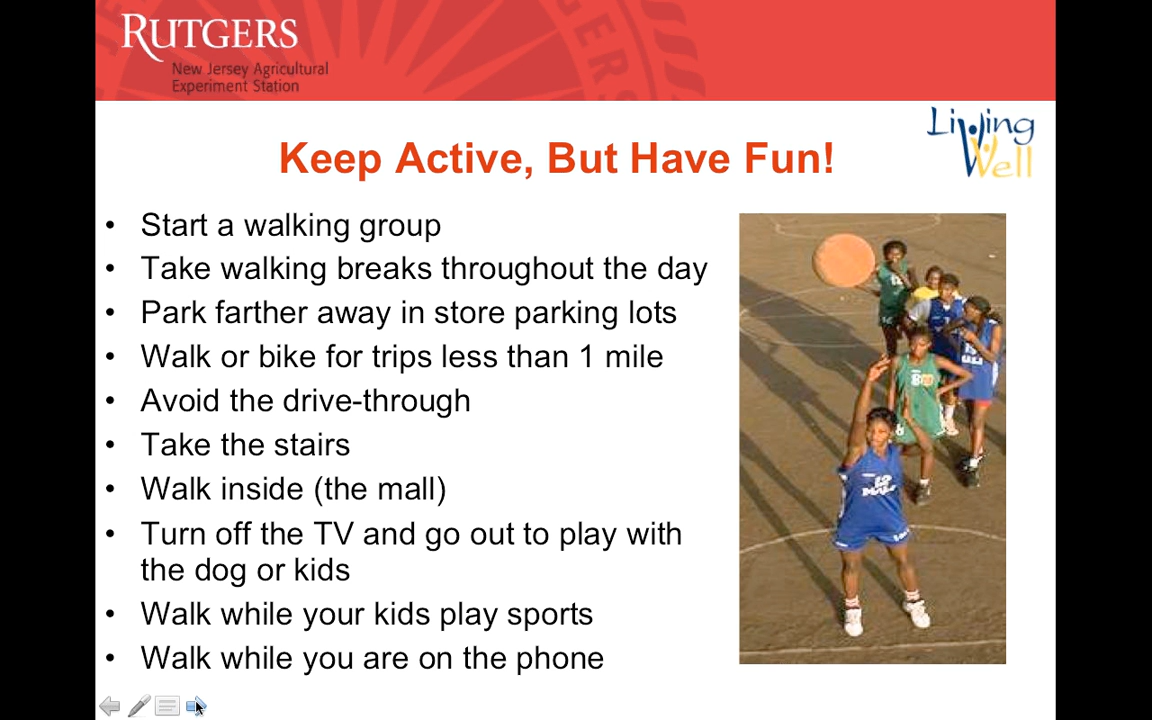 RUTGERS
New Jersey Agricultural
Experiment Station
Living
Well
Keep Active, But Have Fun!
• Start a walking group
• Take walking breaks throughout the day
• Park farther away in store parking lots
• Walk or bike for trips less than 1 mile
• Avoid the drive-through
• Take the stairs
• Walk inside (the mall)
• Turn off the TV and go out to play with
the dog or kids
• Walk while your kids play sports
• Walk while you are on the phone